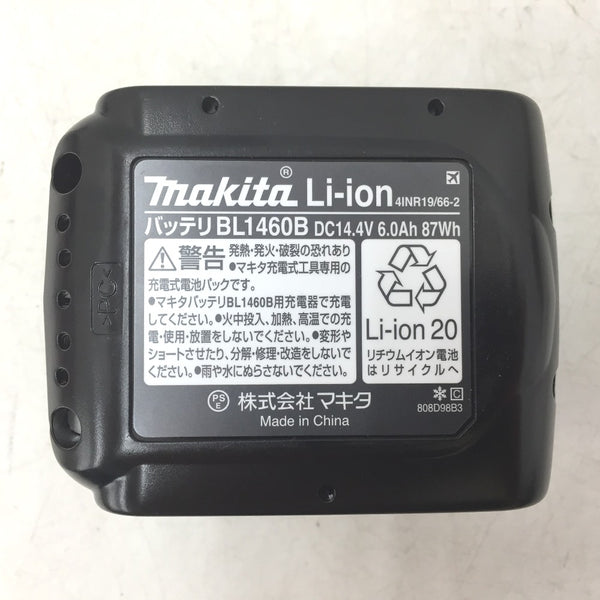 makita® Li-ion 4INR19/66-2
バッテリ BL1460B DC14.4V 6.0Ah 87Wh
警告 発熱・発火・破裂の恐れあり
●マキタ充電式工具専用の
充電式電池パックです。
●マキタバッテリBL1460B用充電器で充電
してください。●火中投入、加熱、高温での充
電・使用・放置をしないでください。●変形や
ショートさせたり、分解・修理・改造をしないで
ください。●雨や水にぬらさないでください。
Li-ion 20
リチウムイオン電池
はリサイクルへ
PS
E
株式会社 マキタ
Made in China
C
808D98B3
>PC<